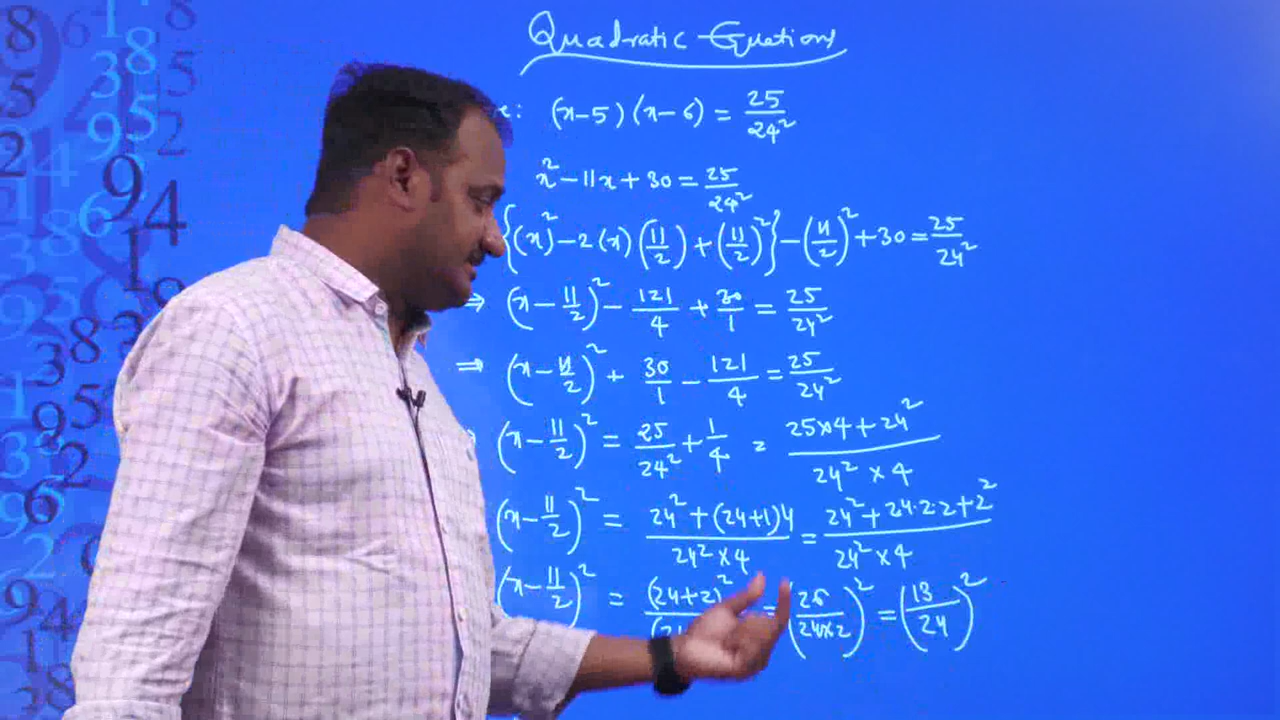 Quadratic Equetions
: (x-5)(x-6) = 25/24²
x² - 11x + 30 = 25/24²
{(x)² - 2(x)(11/2) + (11/2)²} - (11/2)² + 30 = 25/24²
⇒ (x - 11/2)² - 121/4 + 30/1 = 25/24²
⇒ (x - 11/2)² + 30/1 - 121/4 = 25/24²
(x - 11/2)² = 25/24² + 1/4 = (25×4 + 24²)/(24² × 4)
(x - 11/2)² = (24² + (24+1)4)/(24² × 4) = (24² + 24·2·2 + 2²)/(24² × 4)
(x - 11/2)² = (24+2)² = (26/24×2)² = (13/24)²